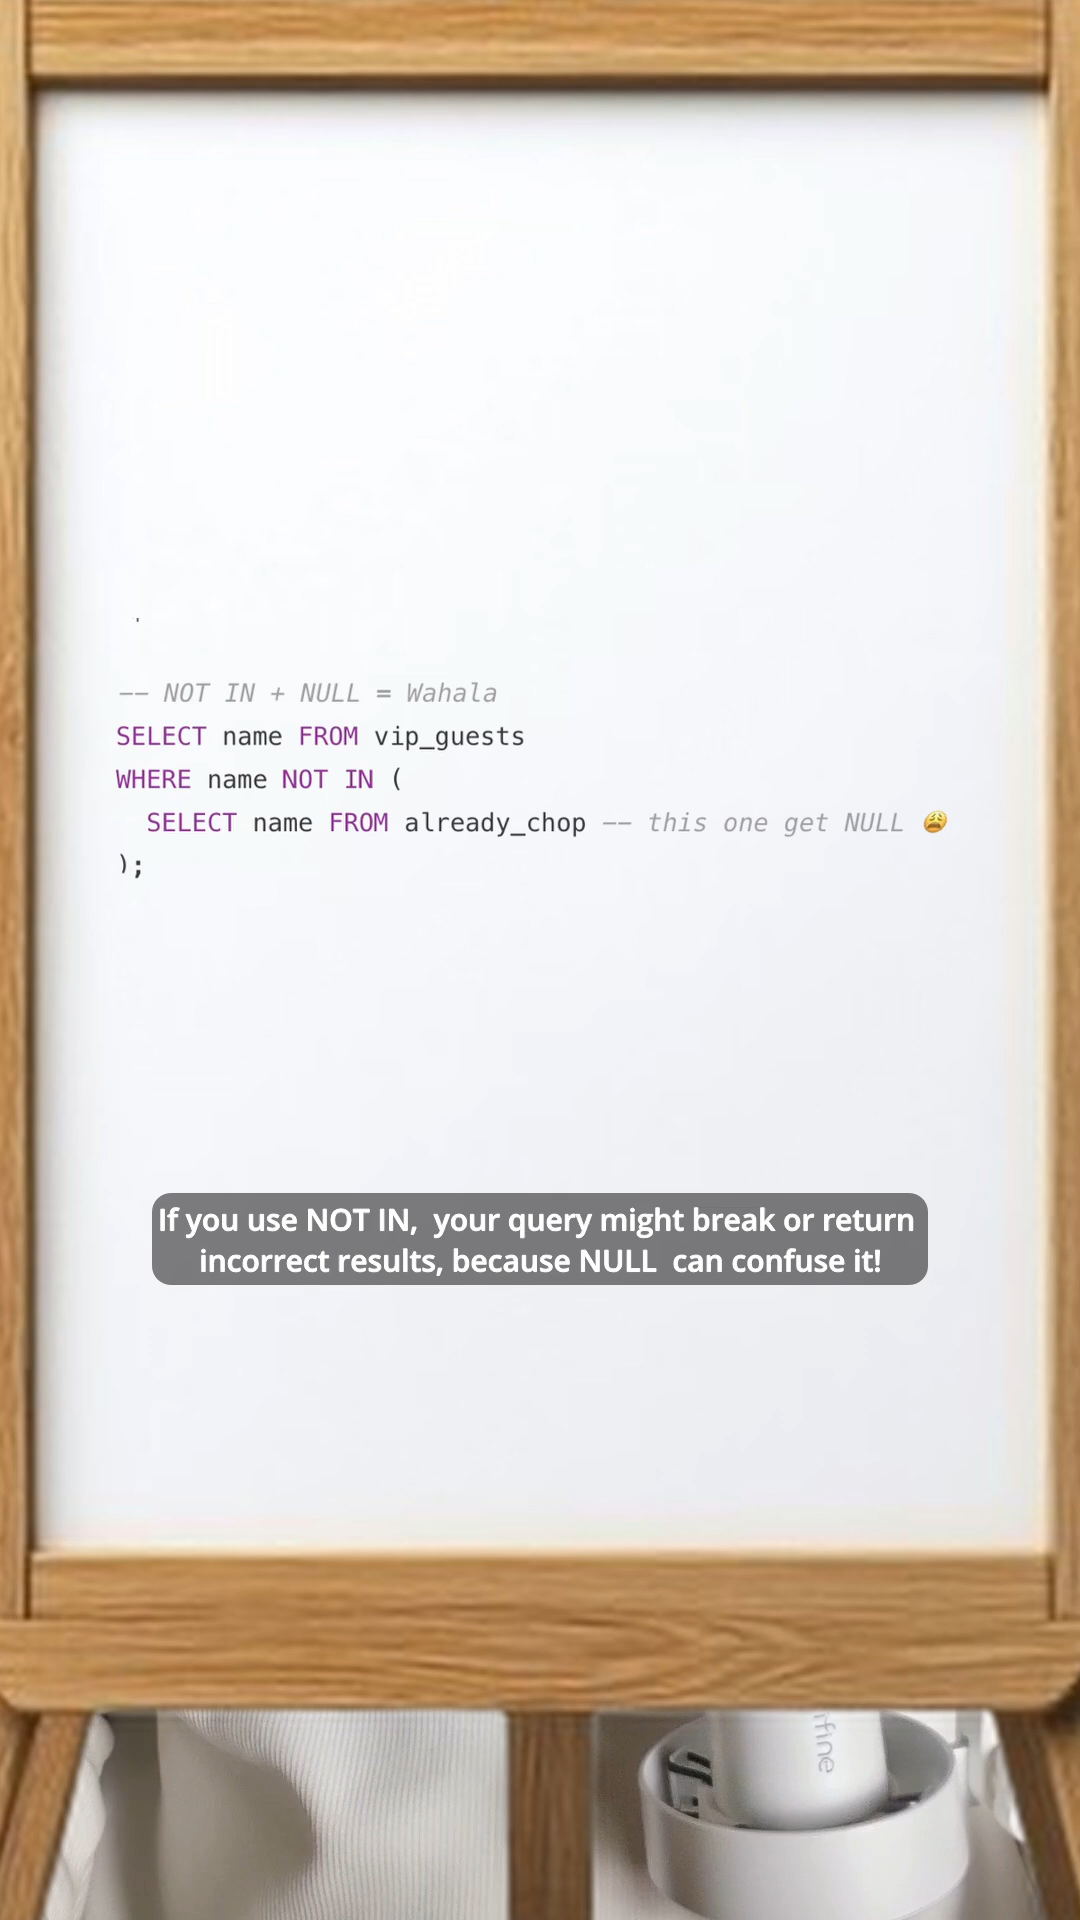 -- NOT IN + NULL = Wahala
SELECT name FROM vip_guests
WHERE name NOT IN (
  SELECT name FROM already_chop -- this one get NULL 😩
);
If you use NOT IN,  your query might break or return
incorrect results, because NULL  can confuse it!
ifine